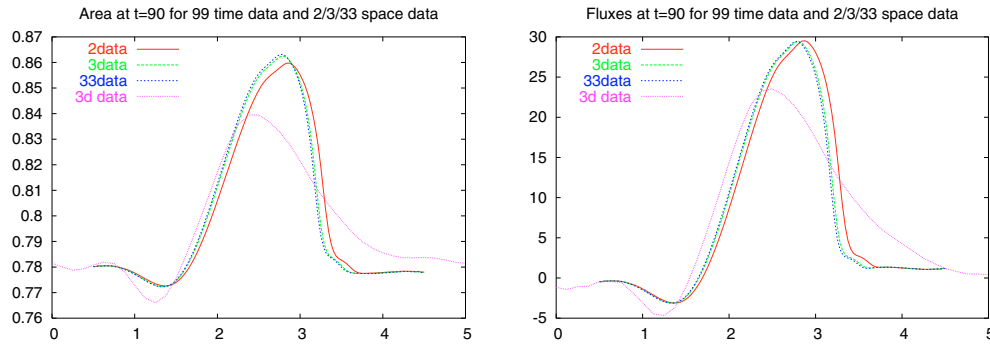 Area at t=90 for 99 time data and 2/3/33 space data
0.87
0.86
0.85
0.84
0.83
0.82
0.81
0.8
0.79
0.78
0.77
0.76
2data
3data
33data
3d data
0 1 2 3 4 5
Fluxes at t=90 for 99 time data and 2/3/33 space data
30
25
20
15
10
5
0
-5
2data
3data
33data
3d data
0 1 2 3 4 5